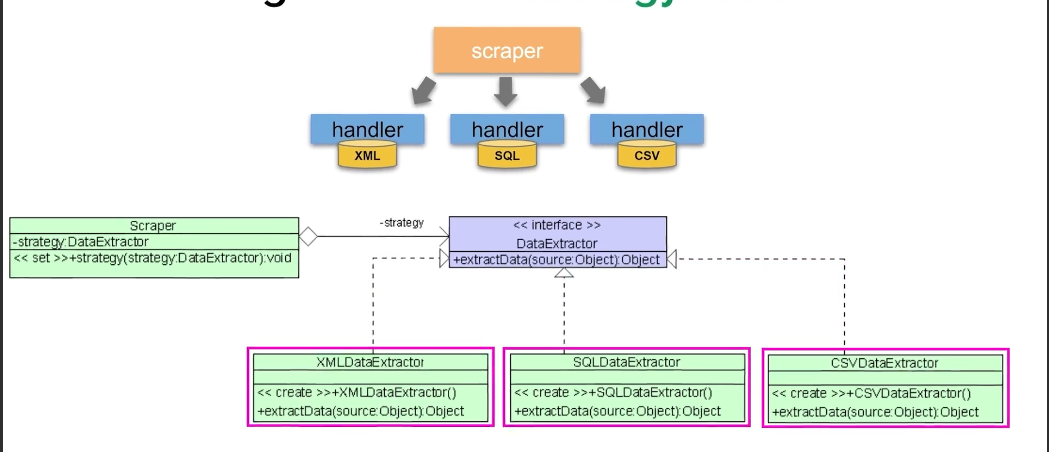 scraper
handler handler handler
XML SQL CSV
Scraper
-strategy:DataExtractor
<< set >>+strategy(strategy:DataExtractor):void
-strategy
<< interface >>
DataExtractor
+extractData(source:Object):Object
XMLDataExtractor
<< create >>+XMLDataExtractor()
+extractData(source:Object):Object
SQLDataExtractor
<< create >>+SQLDataExtractor()
+extractData(source:Object):Object
CSVDataExtractor
<< create >>+CSVDataExtractor()
+extractData(source:Object):Object